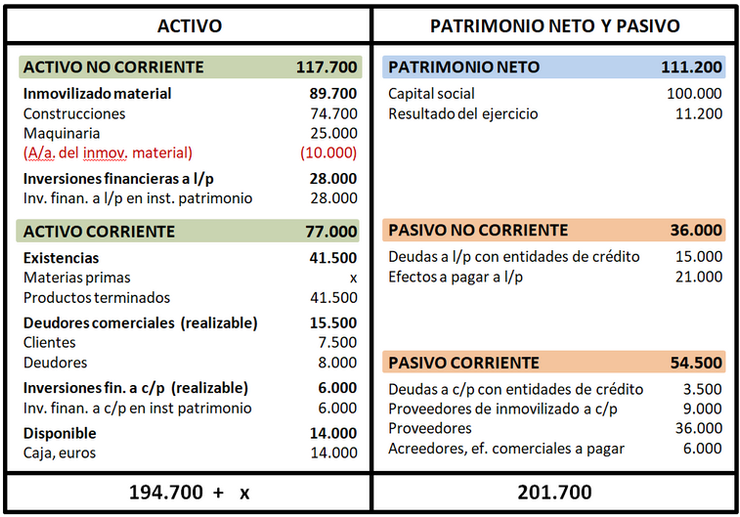 ACTIVO
ACTIVO NO CORRIENTE 117.700
Inmovilizado material 89.700
Construcciones 74.700
Maquinaria 25.000
(A/a. del inmov. material) (10.000)
Inversiones financieras a l/p 28.000
Inv. finan. a l/p en inst. patrimonio 28.000
ACTIVO CORRIENTE 77.000
Existencias 41.500
Materias primas x
Productos terminados 41.500
Deudores comerciales (realizable) 15.500
Clientes 7.500
Deudores 8.000
Inversiones fin. a c/p (realizable) 6.000
Inv. finan. a c/p en inst patrimonio 6.000
Disponible 14.000
Caja, euros 14.000
194.700 + x
PATRIMONIO NETO Y PASIVO
PATRIMONIO NETO 111.200
Capital social 100.000
Resultado del ejercicio 11.200
PASIVO NO CORRIENTE 36.000
Deudas a l/p con entidades de crédito 15.000
Efectos a pagar a l/p 21.000
PASIVO CORRIENTE 54.500
Deudas a c/p con entidades de crédito 3.500
Proveedores de inmovilizado a c/p 9.000
Proveedores 36.000
Acreedores, ef. comerciales a pagar 6.000
201.700